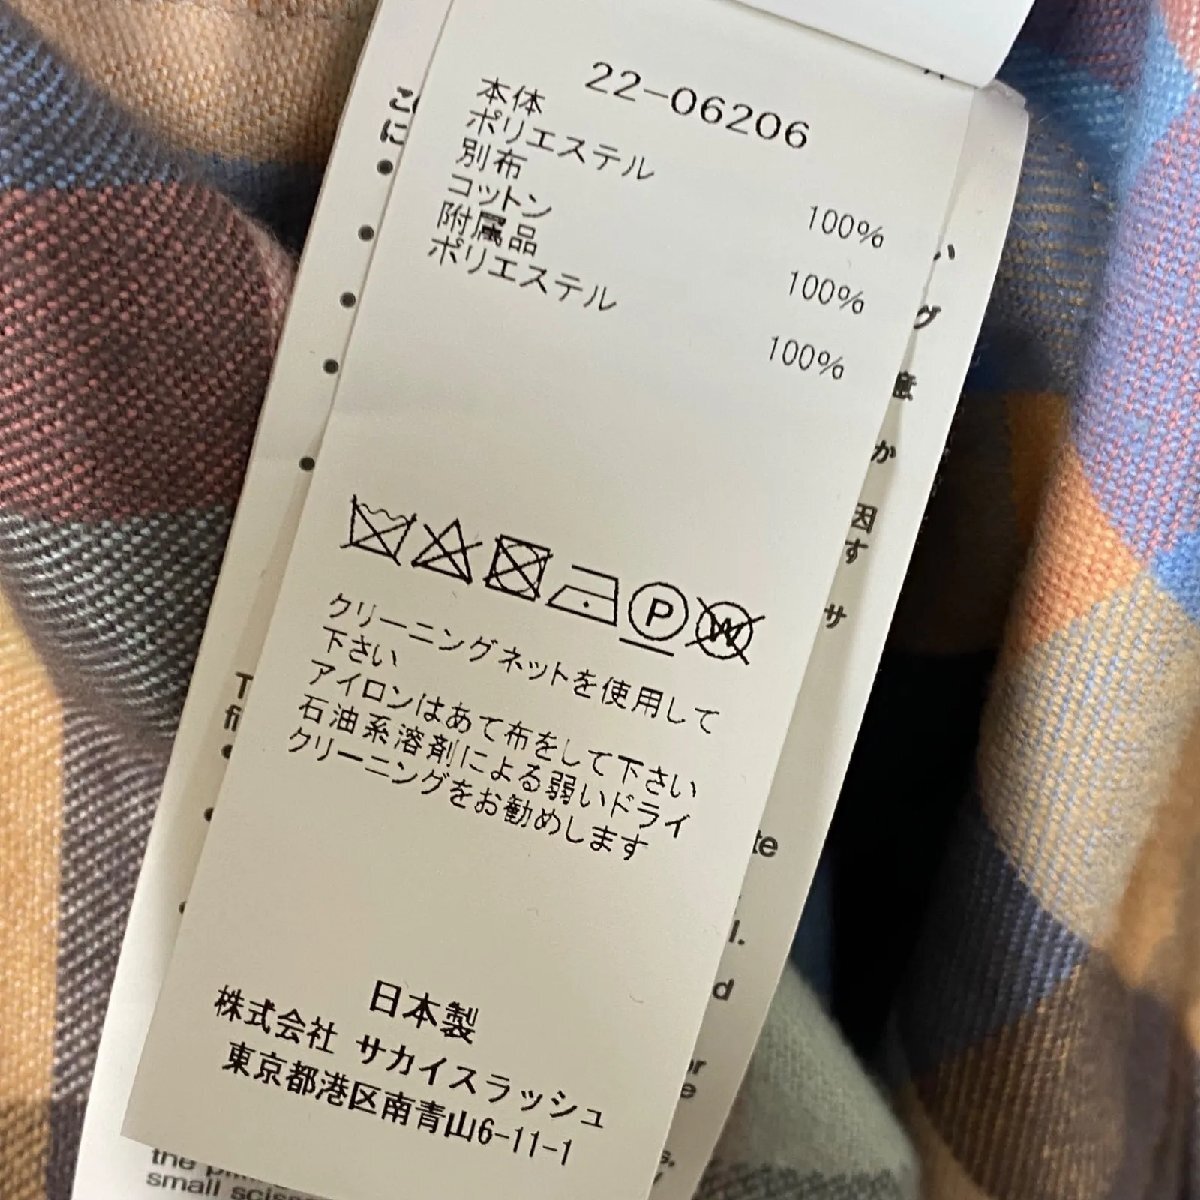 22-06206
本体
ポリエステル 100%
別布
コットン 100%
附属品
ポリエステル 100%
P
W
クリーニングネットを使用して
下さい
アイロンはあて布をして下さい
石油系溶剤による弱いドライ
クリーニングをお勧めします
日本製
株式会社 サカイスラッシュ
東京都港区南青山6-11-1
small